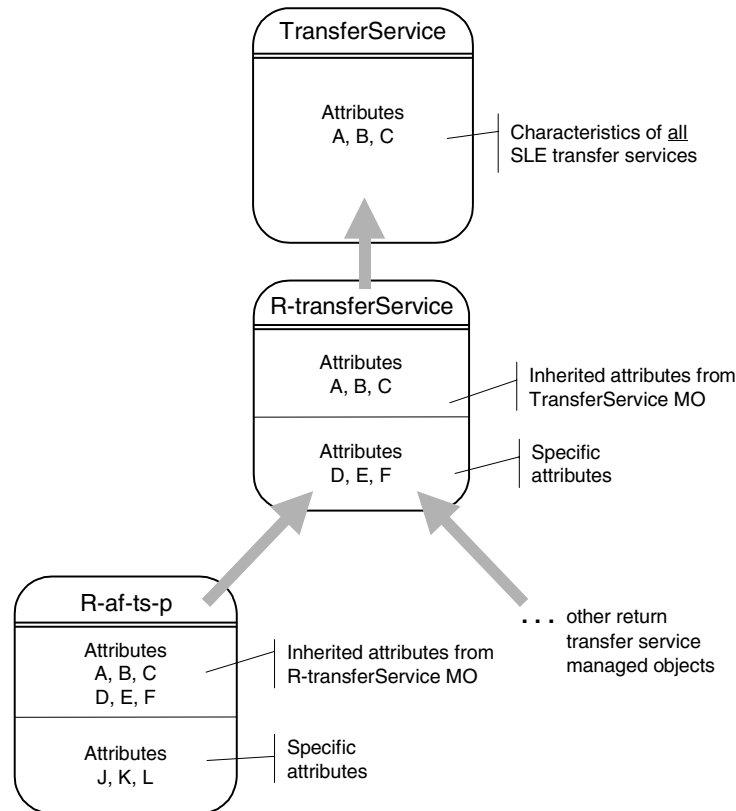 TransferService
Attributes
A, B, C
Characteristics of all
SLE transfer services
R-transferService
Attributes
A, B, C
Inherited attributes from
TransferService MO
Attributes
D, E, F
Specific
attributes
R-af-ts-p
Attributes
A, B, C
D, E, F
Inherited attributes from
R-transferService MO
. . . other return
transfer service
managed objects
Attributes
J, K, L
Specific
attributes